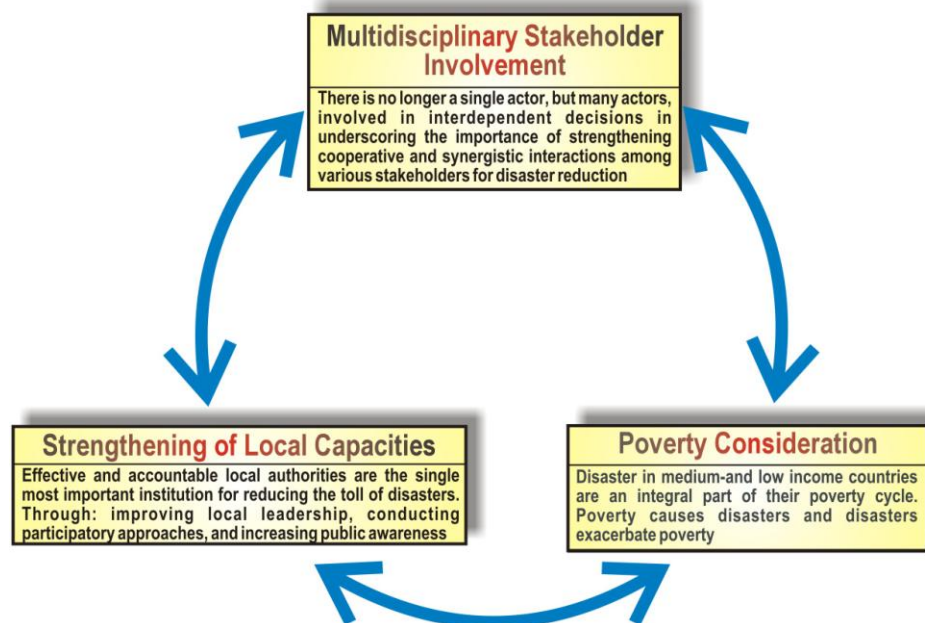 Multidisciplinary Stakeholder
Involvement
There is no longer a single actor, but many actors,
involved in interdependent decisions in
underscoring the importance of strengthening
cooperative and synergistic interactions among
various stakeholders for disaster reduction
Strengthening of Local Capacities
Effective and accountable local authorities are the single
most important institution for reducing the toll of disasters.
Through: improving local leadership, conducting
participatory approaches, and increasing public awareness
Poverty Consideration
Disaster in medium-and low income countries
are an integral part of their poverty cycle.
Poverty causes disasters and disasters
exacerbate poverty